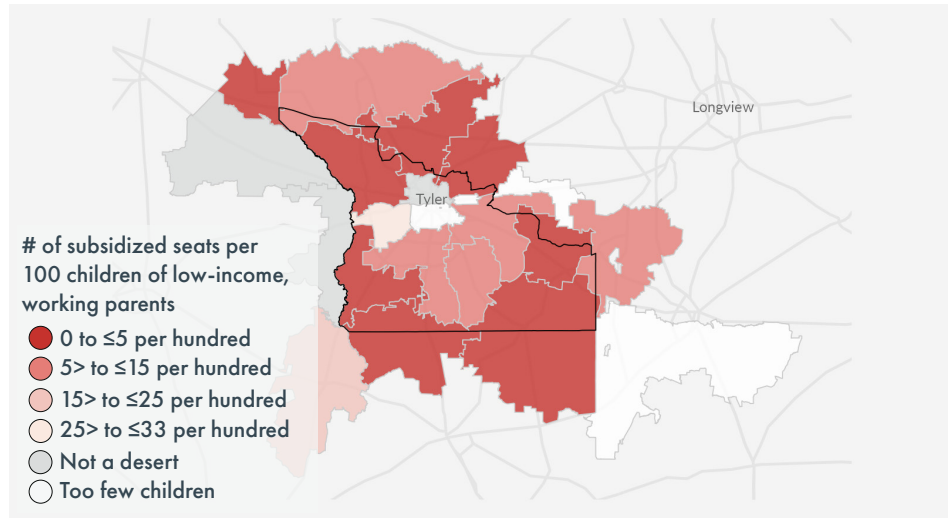 Longview
Tyler
# of subsidized seats per
100 children of low-income,
working parents
0 to ≤5 per hundred
5> to ≤15 per hundred
15> to ≤25 per hundred
25> to ≤33 per hundred
Not a desert
Too few children